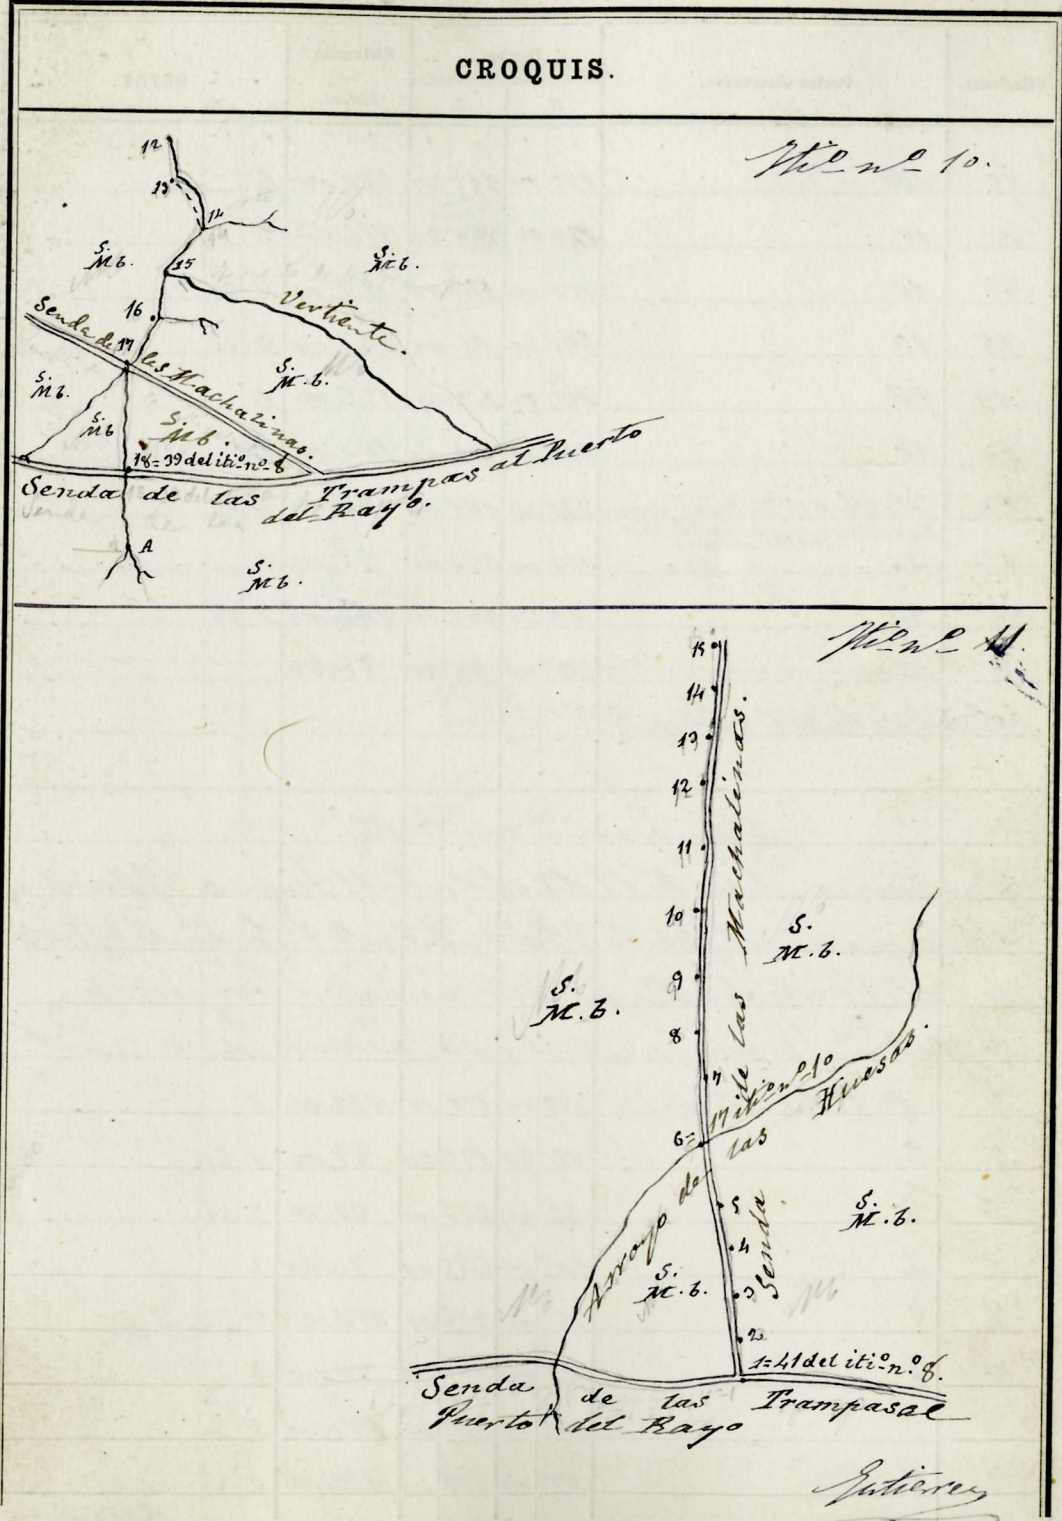 CROQUIS.
Itiº nº 10.
12
13
14
S.
M b.
S.
M b.
15
Vertiente.
16
Senda de las Machalinas.
17
S.
M. b.
S.
M b.
S.
M b
S.
M b.
18=39 del itiº nº 8
Senda de las Trampas al Puerto
del Rayo.
A
S.
M b.
Itiº nº 11.
15
14
13
12
11
10
9
8
7
Senda de las Machalinas.
S.
M. b.
S.
M. b.
6= 17 itiº nº 10
Arroyo de las Huesas.
5
4
3
2
S.
M. b.
S.
M. b.
1=41 del itiº nº 8.
Senda de las Trampas al
Puerto del Rayo
Gutierrez